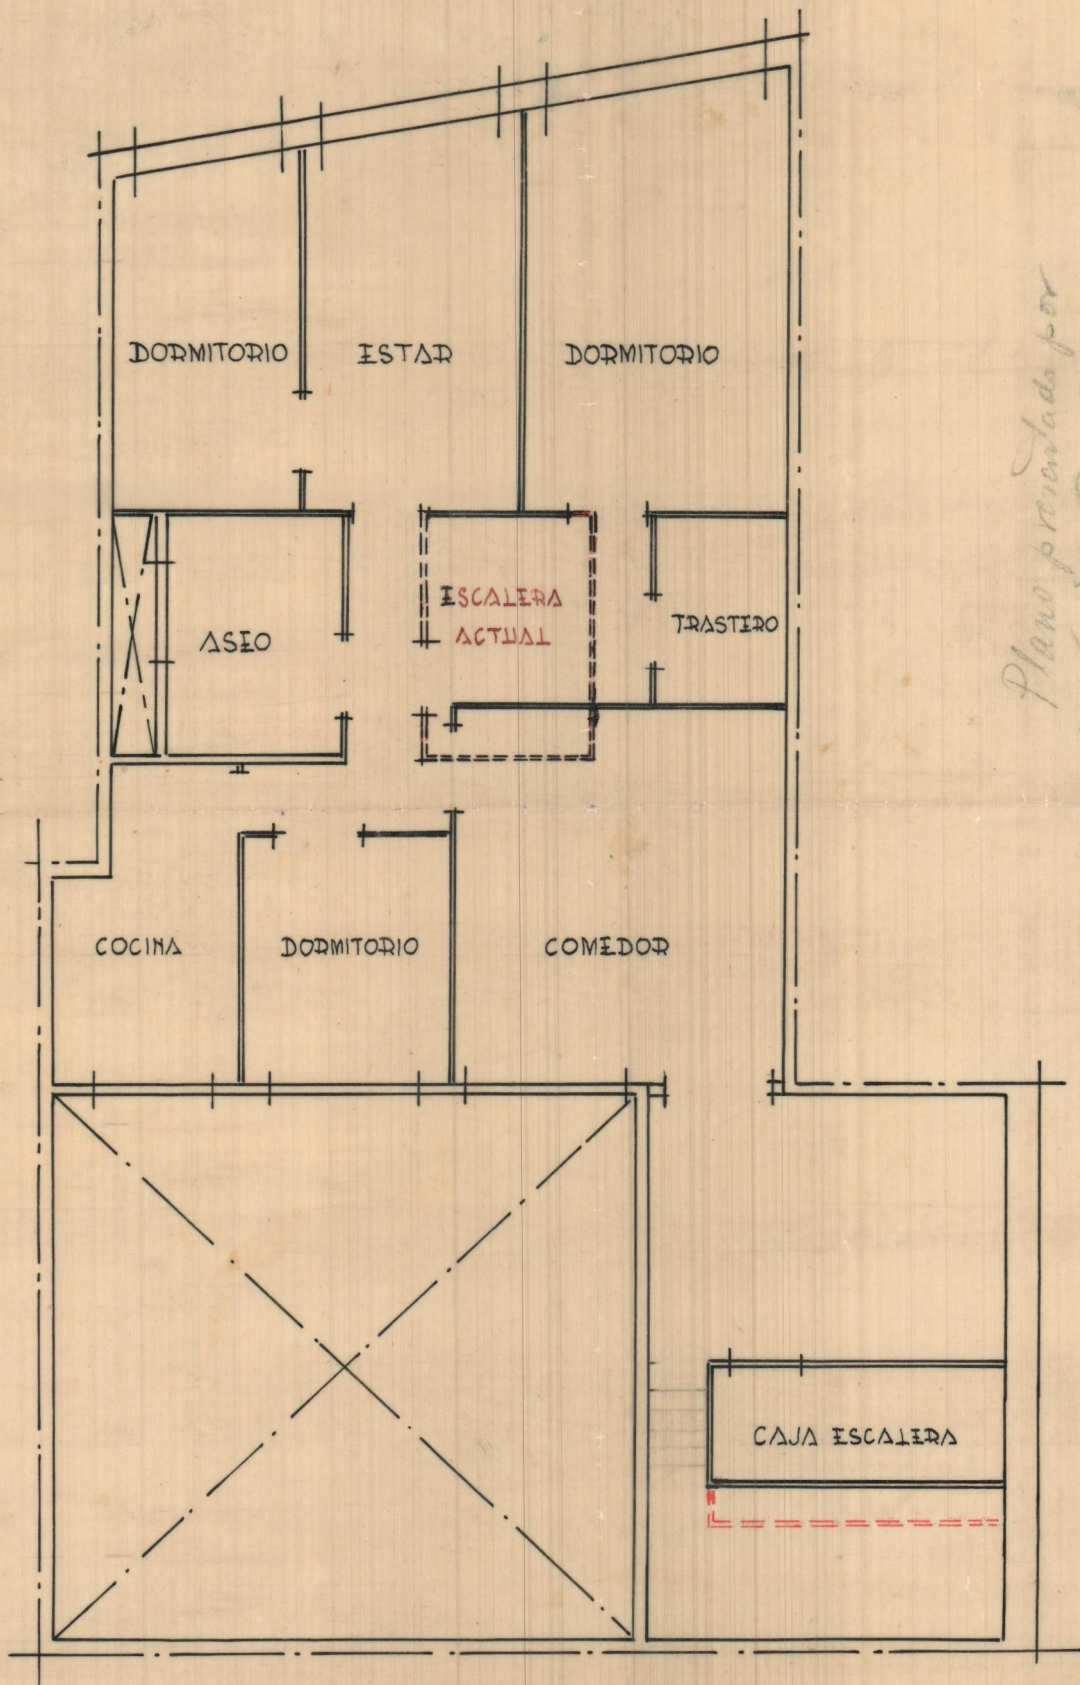 DORMITORIO
ESTAR
DORMITORIO
ESCALERA
ACTUAL
ASEO
TRASTERO
COCINA
DORMITORIO
COMEDOR
CAJA ESCALERA
Plano presentado por